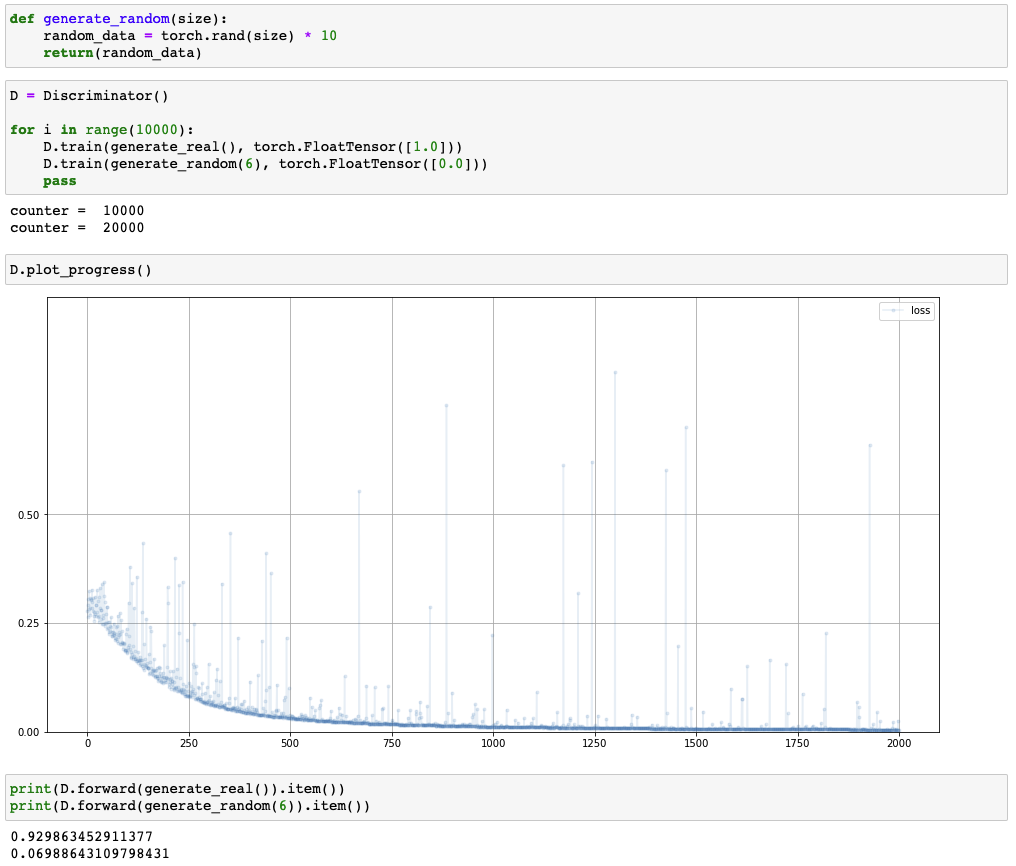 def generate_random(size):
    random_data = torch.rand(size) * 10
    return(random_data)
D = Discriminator()
for i in range(10000):
    D.train(generate_real(), torch.FloatTensor([1.0]))
    D.train(generate_random(6), torch.FloatTensor([0.0]))
    pass
counter =  10000
counter =  20000
D.plot_progress()
loss
0.50
0.25
0.00
0 250 500 750 1000 1250 1500 1750 2000
print(D.forward(generate_real()).item())
print(D.forward(generate_random(6)).item())
0.929863452911377
0.06988643109798431